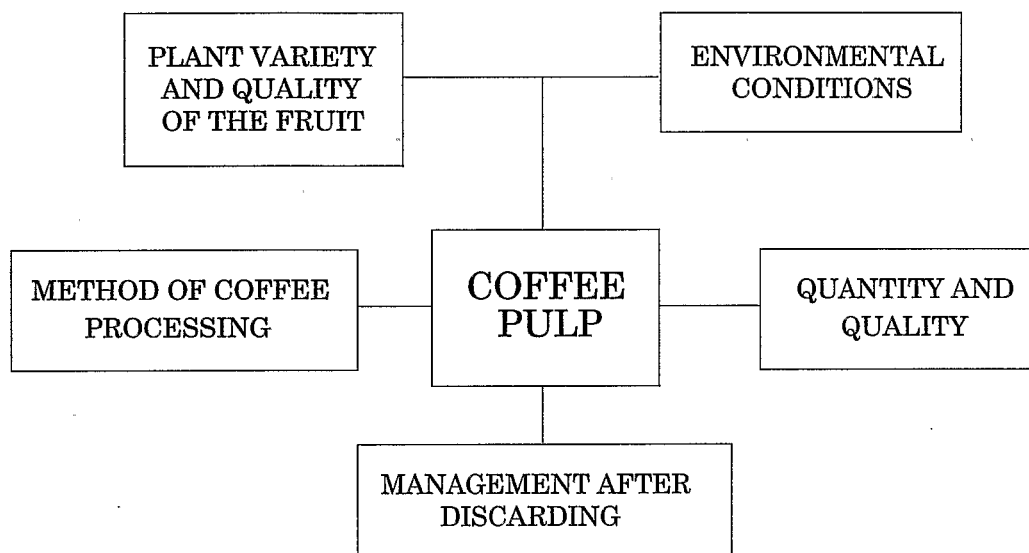 PLANT VARIETY
AND QUALITY
OF THE FRUIT
ENVIRONMENTAL
CONDITIONS
METHOD OF COFFEE
PROCESSING
COFFEE
PULP
QUANTITY AND
QUALITY
MANAGEMENT AFTER
DISCARDING